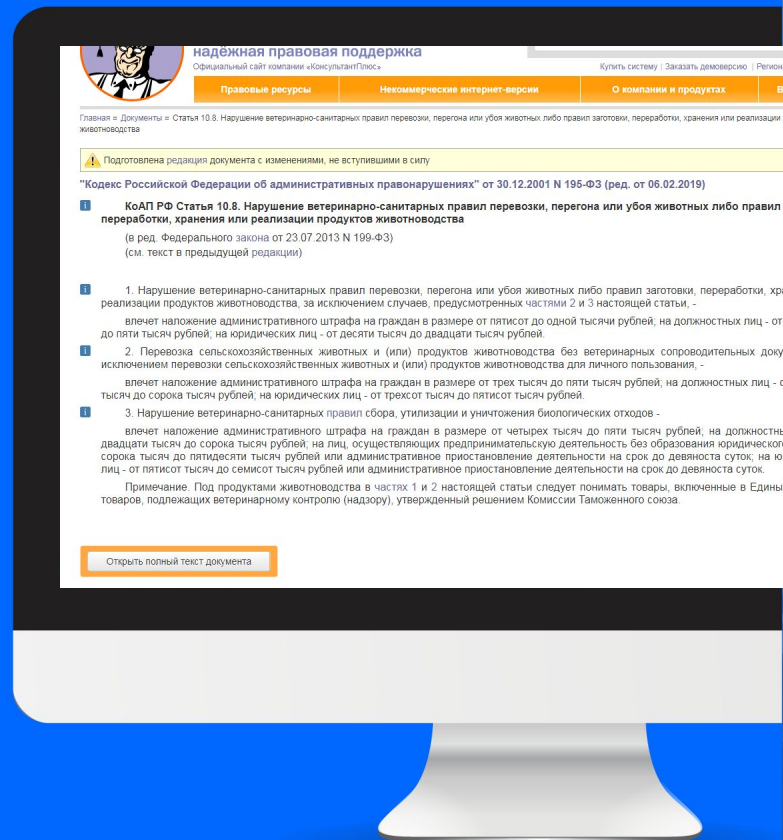 надёжная правовая поддержка
Официальный сайт компании «КонсультантПлюс»
Купить систему | Заказать демоверсию |
Правовые ресурсы Некоммерческие интернет-версии О компании и продуктах
Главная = Документы = Статья 10.8. Нарушение ветеринарно-санитарных правил перевозки, перегона или убоя животных либо правил заготовки, переработки, хранения или реализации
животноводства
Подготовлена редакция документа с изменениями, не вступившими в силу
"Кодекс Российской Федерации об административных правонарушениях" от 30.12.2001 N 195-ФЗ (ред. от 06.02.2019)
КоАП РФ Статья 10.8. Нарушение ветеринарно-санитарных правил перевозки, перегона или убоя животных либо правил
переработки, хранения или реализации продуктов животноводства
(в ред. Федерального закона от 23.07.2013 N 199-ФЗ)
(см. текст в предыдущей редакции)
1. Нарушение ветеринарно-санитарных правил перевозки, перегона или убоя животных либо правил заготовки, переработки,
реализации продуктов животноводства, за исключением случаев, предусмотренных частями 2 и 3 настоящей статьи, -
влечет наложение административного штрафа на граждан в размере от пятисот до одной тысячи рублей; на должностных лиц - от
до пяти тысяч рублей; на юридических лиц - от десяти тысяч до двадцати тысяч рублей.
2. Перевозка сельскохозяйственных животных и (или) продуктов животноводства без ветеринарных сопроводительных
исключением перевозки сельскохозяйственных животных и (или) продуктов животноводства для личного пользования, -
влечет наложение административного штрафа на граждан в размере от трех тысяч до пяти тысяч рублей; на должностных лиц -
тысяч до сорока тысяч рублей; на юридических лиц - от трехсот тысяч до пятисот тысяч рублей.
3. Нарушение ветеринарно-санитарных правил сбора, утилизации и уничтожения биологических отходов -
влечет наложение административного штрафа на граждан в размере от четырех тысяч до пяти тысяч рублей; на
двадцати тысяч до сорока тысяч рублей; на лиц, осуществляющих предпринимательскую деятельность без образования
сорока тысяч до пятидесяти тысяч рублей или административное приостановление деятельности на срок до девяноста суток; на
лиц - от пятисот тысяч до семисот тысяч рублей или административное приостановление деятельности на срок до девяноста суток.
Примечание. Под продуктами животноводства в частях 1 и 2 настоящей статьи следует понимать товары, включенные в
товаров, подлежащих ветеринарному контролю (надзору), утвержденный решением Комиссии Таможенного союза.
Открыть полный текст документа